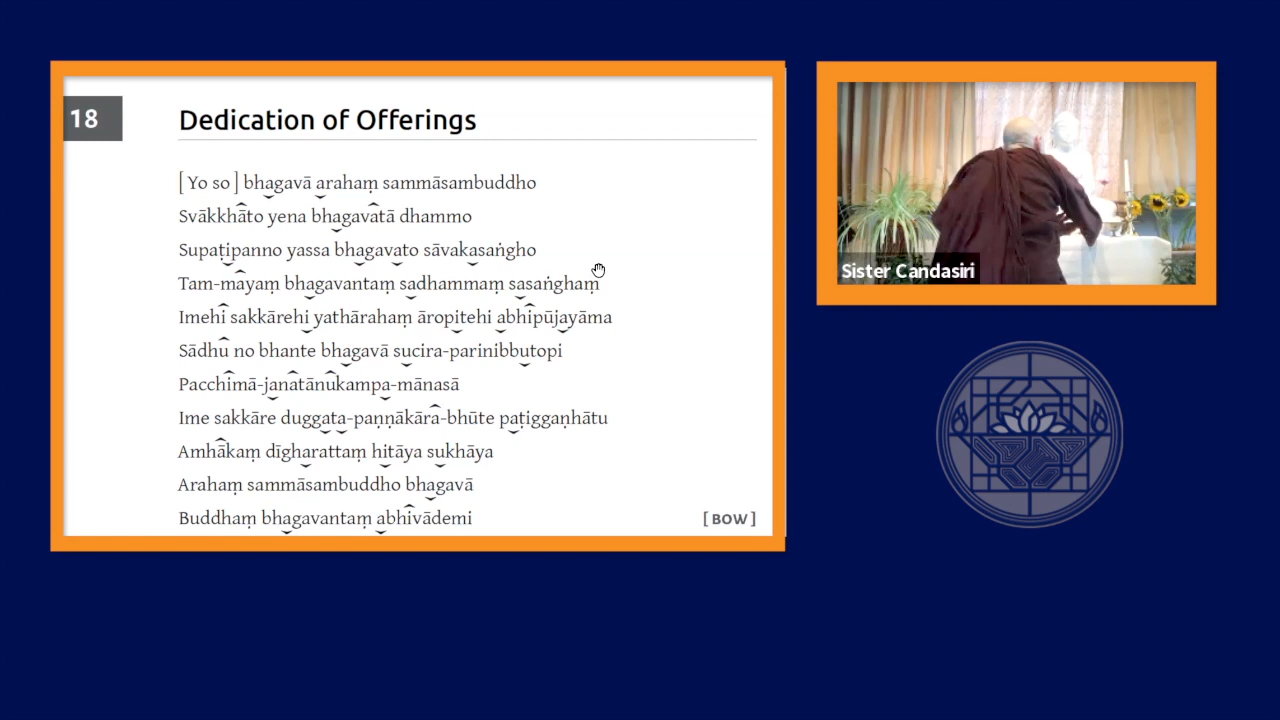 18
Dedication of Offerings
[ Yo so ] bhagavā arahaṃ sammāsambuddho
Svākkhāto yena bhagavatā dhammo
Supaṭipanno yassa bhagavato sāvakasaṅgho
Tam-mayaṃ bhagavantaṃ sadhammaṃ sasaṅghaṃ
Imehi sakkārehi yathārahaṃ āropitehi abhipūjayāma
Sādhu no bhante bhagavā sucira-parinibbutopi
Pacchimā-janatānukampa-mānasā
Ime sakkāre duggata-paṇṇākāra-bhūte paṭiggaṇhātu
Amhākaṃ dīgharattaṃ hitāya sukhāya
Arahaṃ sammāsambuddho bhagavā
Buddhaṃ bhagavantaṃ abhivādemi
[ BOW ]
Sister Candasiri